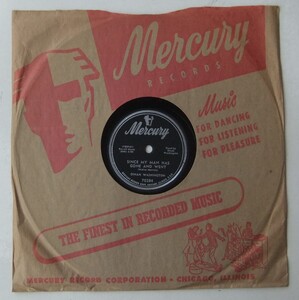 Mercury
RECORDS
Music
FOR DANCING
FOR LISTENING
FOR PLEASURE
Mercury
SINCE MY MAN HAS
GONE AND WENT
DINAH WASHINGTON
70284
THE FINEST IN RECORDED MUSIC
MERCURY RECORD CORPORATION • CHICAGO, ILLINOIS